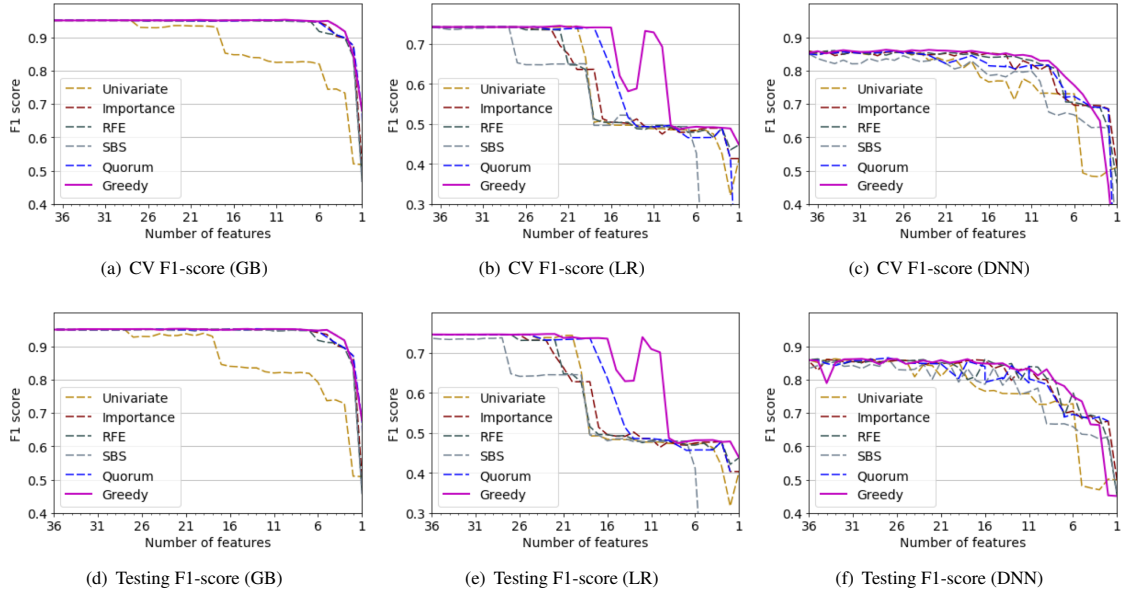 0.9
0.8
0.7
0.6
0.5
0.4
F1 score
Univariate
Importance
RFE
SBS
Quorum
Greedy
36 31 26 21 16 11 6 1
Number of features
(a) CV F1-score (GB)
0.7
0.6
0.5
0.4
0.3
F1 score
Univariate
Importance
RFE
SBS
Quorum
Greedy
36 31 26 21 16 11 6 1
Number of features
(b) CV F1-score (LR)
0.9
0.8
0.7
0.6
0.5
0.4
F1 score
Univariate
Importance
RFE
SBS
Quorum
Greedy
36 31 26 21 16 11 6 1
Number of features
(c) CV F1-score (DNN)
0.9
0.8
0.7
0.6
0.5
0.4
F1 score
Univariate
Importance
RFE
SBS
Quorum
Greedy
36 31 26 21 16 11 6 1
Number of features
(d) Testing F1-score (GB)
0.7
0.6
0.5
0.4
0.3
F1 score
Univariate
Importance
RFE
SBS
Quorum
Greedy
36 31 26 21 16 11 6 1
Number of features
(e) Testing F1-score (LR)
0.9
0.8
0.7
0.6
0.5
0.4
F1 score
Univariate
Importance
RFE
SBS
Quorum
Greedy
36 31 26 21 16 11 6 1
Number of features
(f) Testing F1-score (DNN)